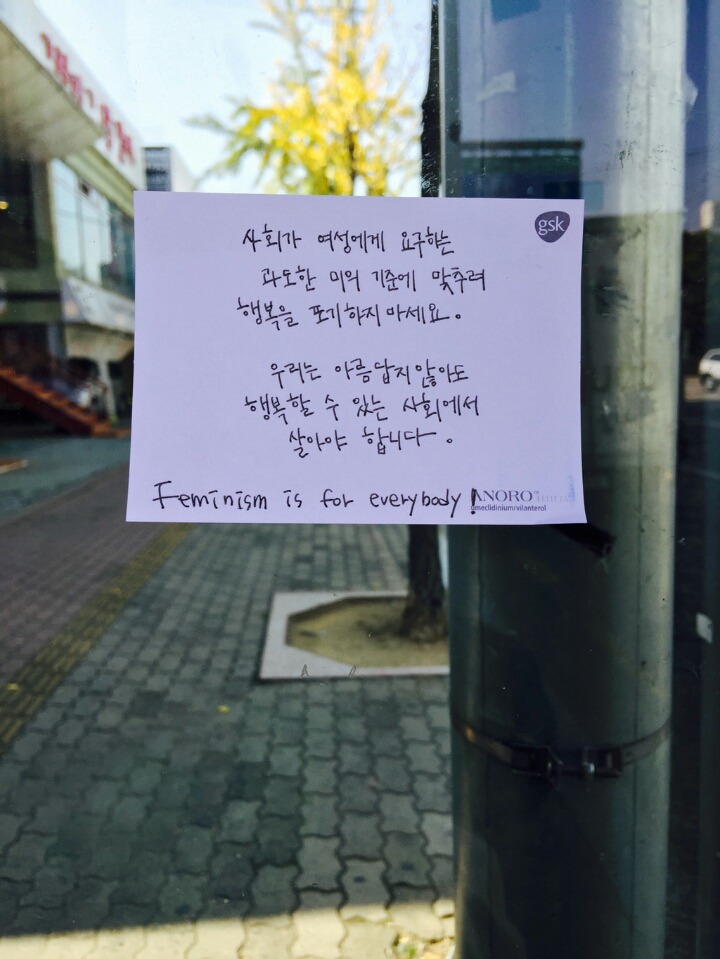 gsk
사회가 여성에게 요구하는
과도한 미의 기준에 맞추려
행복을 포기하지 마세요.
우리는 아름답지 않아도
행복할 수 있는 사회에서
살아야 합니다.
Feminism is for everybody!
ANORO
umeclidinium/vilanterol